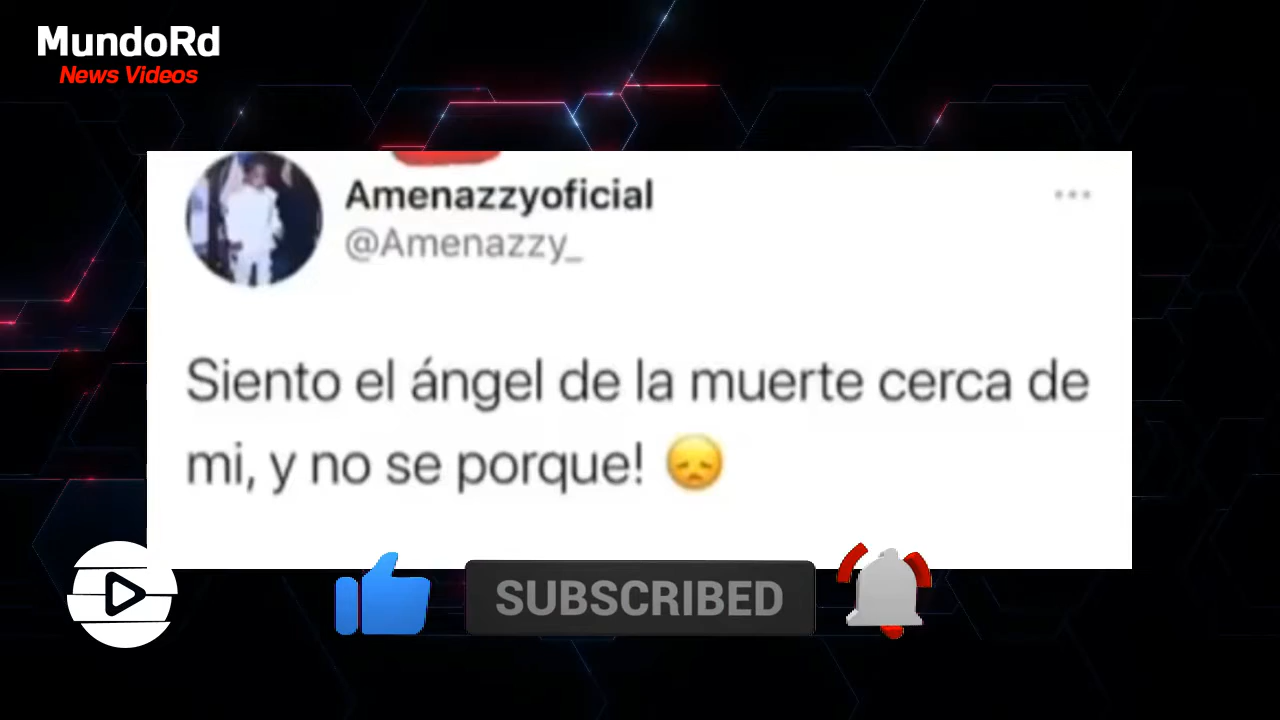 MundoRd
News Videos
Amenazzyoficial
@Amenazzy_
Siento el ángel de la muerte cerca de
mi, y no se porque! 😞
SUBSCRIBED